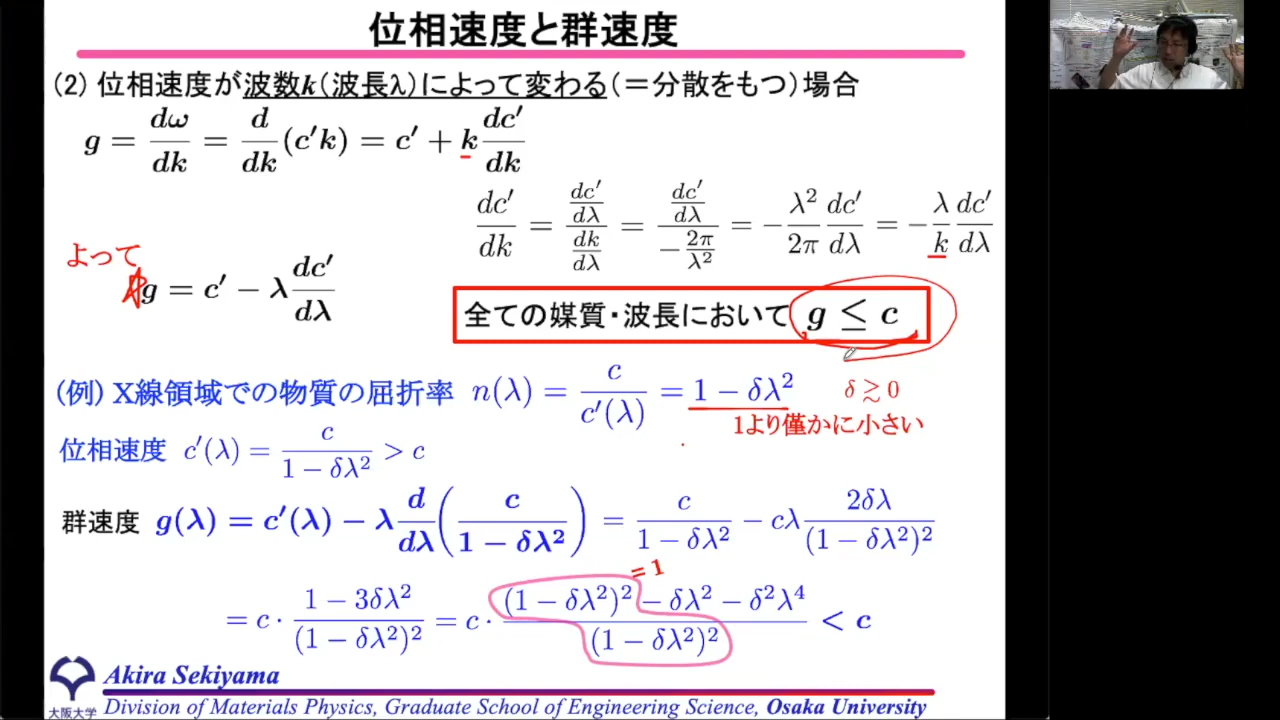 位相速度と群速度
(2) 位相速度が波数k(波長λ)によって変わる(=分散をもつ)場合
g = dω/dk = d/dk (c'k) = c' + k dc'/dk
dc'/dk = (dc'/dλ)/(dk/dλ) = (dc'/dλ)/(−2π/λ²) = −λ²/2π dc'/dλ = −λ/k dc'/dλ
よって
g = c' − λ dc'/dλ
全ての媒質・波長において g ≤ c
(例) X線領域での物質の屈折率 n(λ) = c/c'(λ) = 1 − δλ² δ ≳ 0
1より僅かに小さい
位相速度 c'(λ) = c/(1 − δλ²) > c
群速度 g(λ) = c'(λ) − λ d/dλ (c/(1 − δλ²)) = c/(1 − δλ²) − cλ 2δλ/(1 − δλ²)²
= 1
= c · (1 − 3δλ²)/(1 − δλ²)² = c · ((1 − δλ²)² − δλ² − δ²λ⁴)/(1 − δλ²)² < c
Akira Sekiyama
大阪大学 Division of Materials Physics, Graduate School of Engineering Science, Osaka University